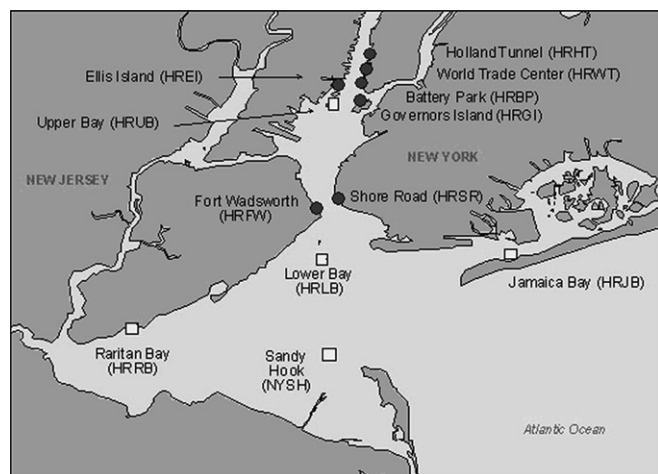 Holland Tunnel (HRHT)
Ellis Island (HREI)
World Trade Center (HRWT)
Battery Park (HRBP)
Governors Island (HRGI)
Upper Bay (HRUB)
NEW YORK
NEW JERSEY
Fort Wadsworth
(HRFW)
Shore Road (HRSR)
Lower Bay
(HRLB)
Jamaica Bay (HRJB)
Raritan Bay
(HRRB)
Sandy
Hook
(NYSH)
Atlantic Ocean